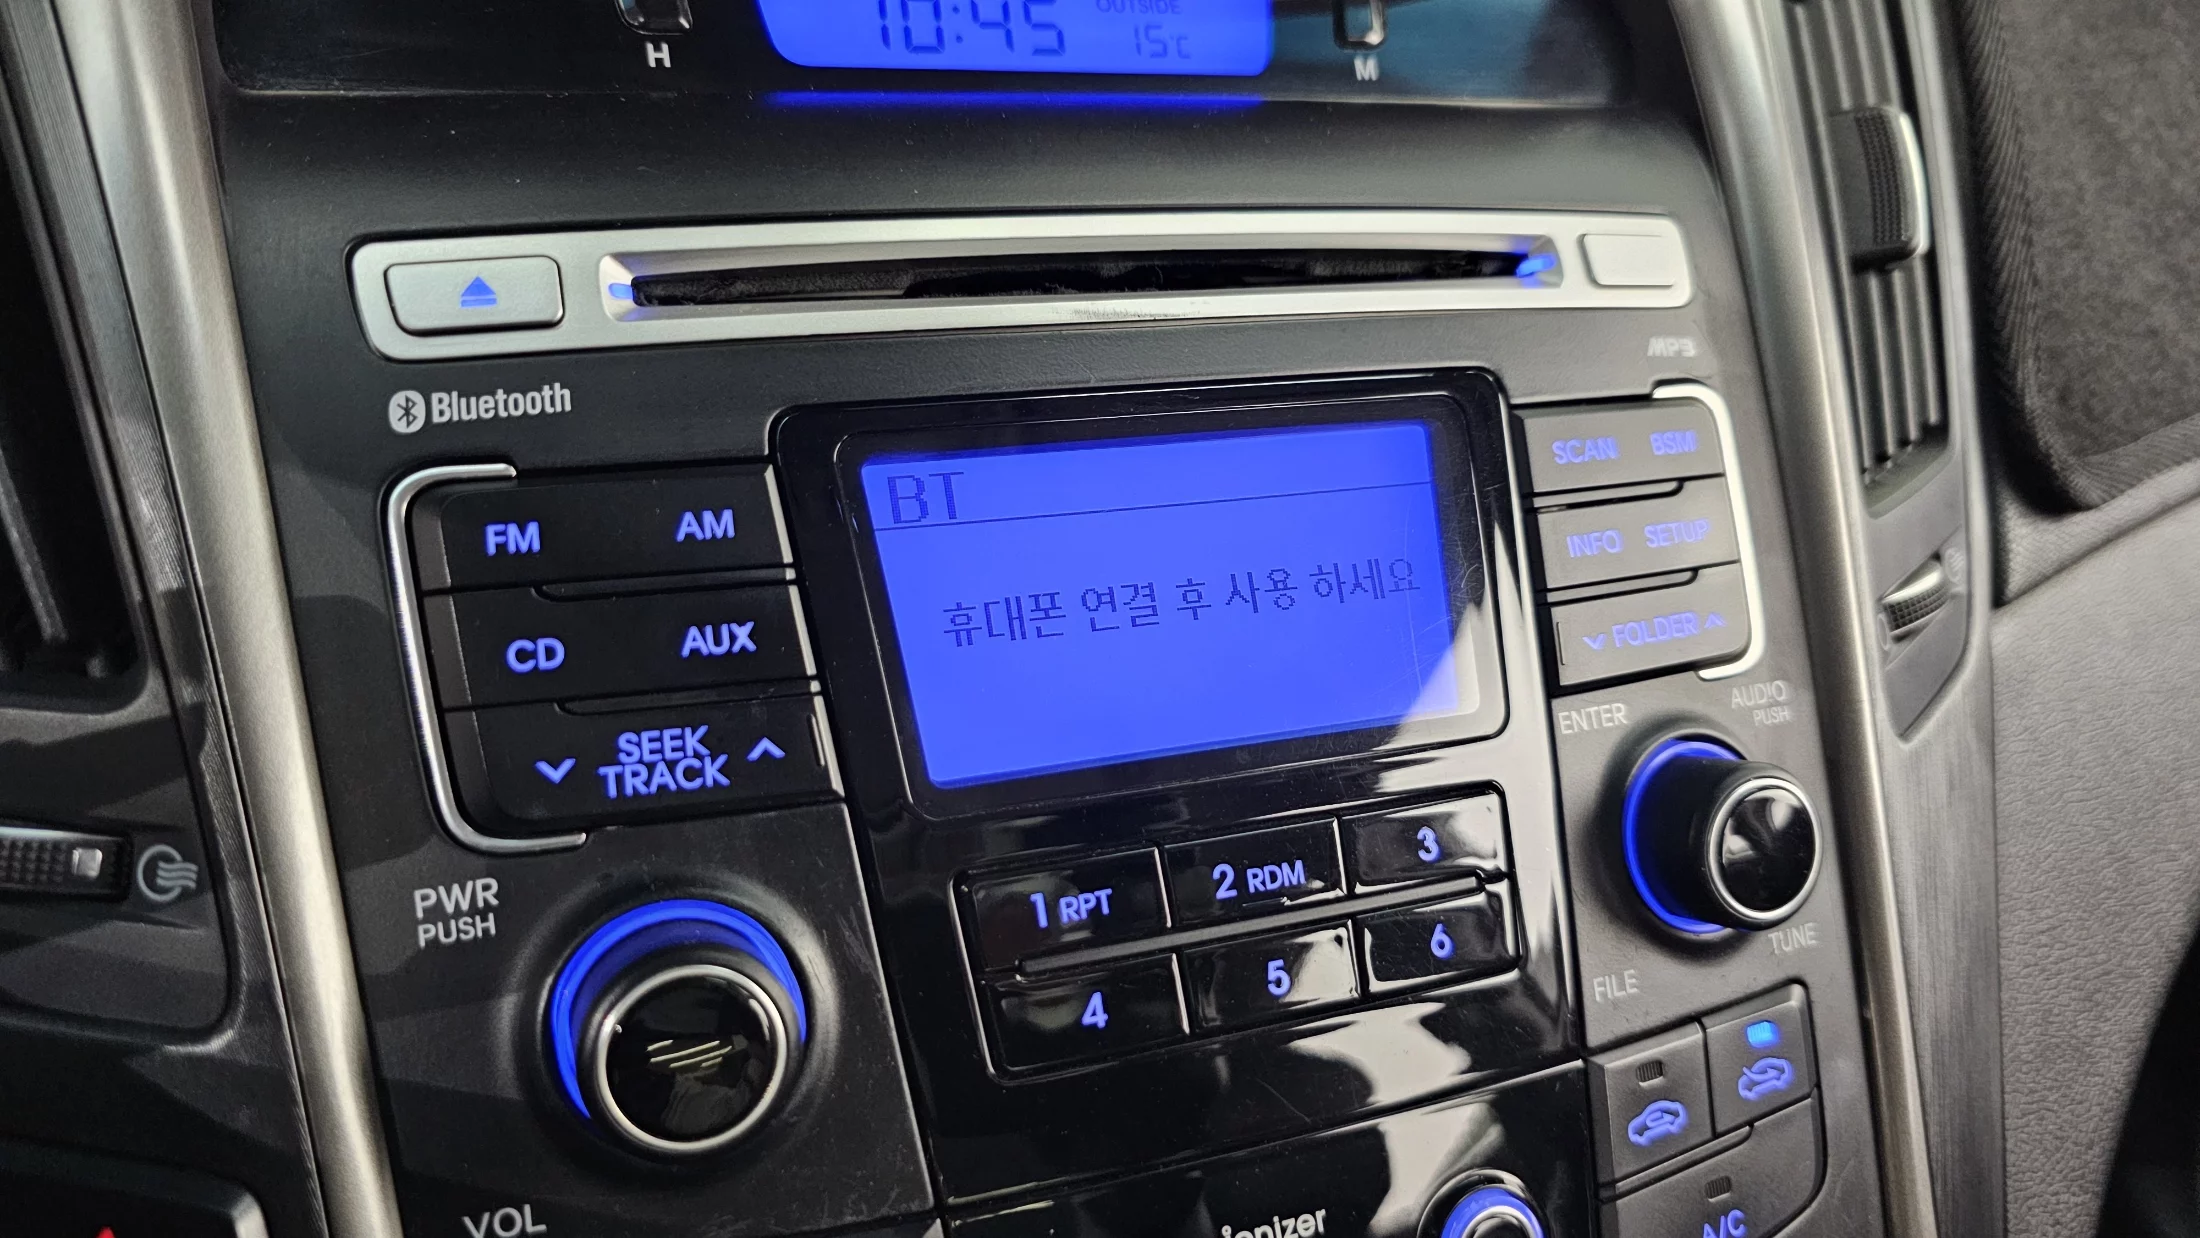 10:45
OUTSIDE
15℃
H
M
MP3
Bluetooth
FM
AM
CD
AUX
SEEK
TRACK
BT
휴대폰 연결 후 사용 하세요
SCAN
BSM
INFO
SETUP
FOLDER
ENTER
AUDIO
PUSH
TUNE
FILE
PWR
PUSH
VOL
1 RPT
2 RDM
3
4
5
6
ionizer
A/C